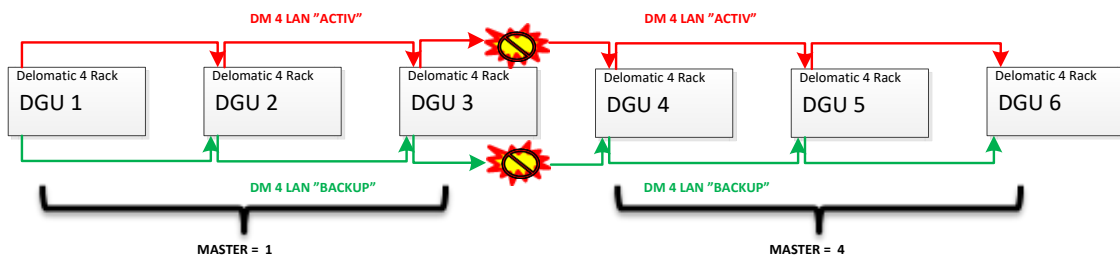 DM 4 LAN ”ACTIV”
DM 4 LAN ”ACTIV”
Delomatic 4 Rack
DGU 1
Delomatic 4 Rack
DGU 2
Delomatic 4 Rack
DGU 3
Delomatic 4 Rack
DGU 4
Delomatic 4 Rack
DGU 5
Delomatic 4 Rack
DGU 6
DM 4 LAN ”BACKUP”
DM 4 LAN ”BACKUP”
MASTER = 1
MASTER = 4